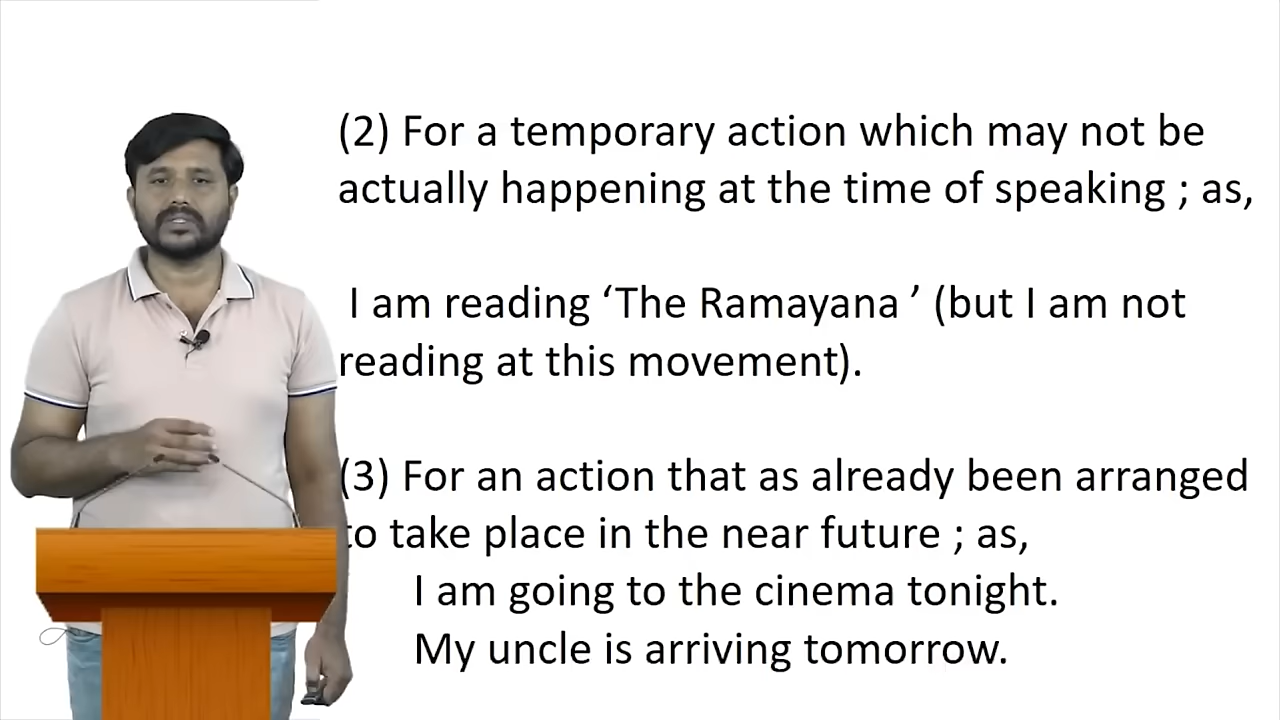 (2) For a temporary action which may not be
actually happening at the time of speaking ; as,
I am reading ‘The Ramayana ’ (but I am not
reading at this movement).
(3) For an action that as already been arranged
to take place in the near future ; as,
I am going to the cinema tonight.
My uncle is arriving tomorrow.